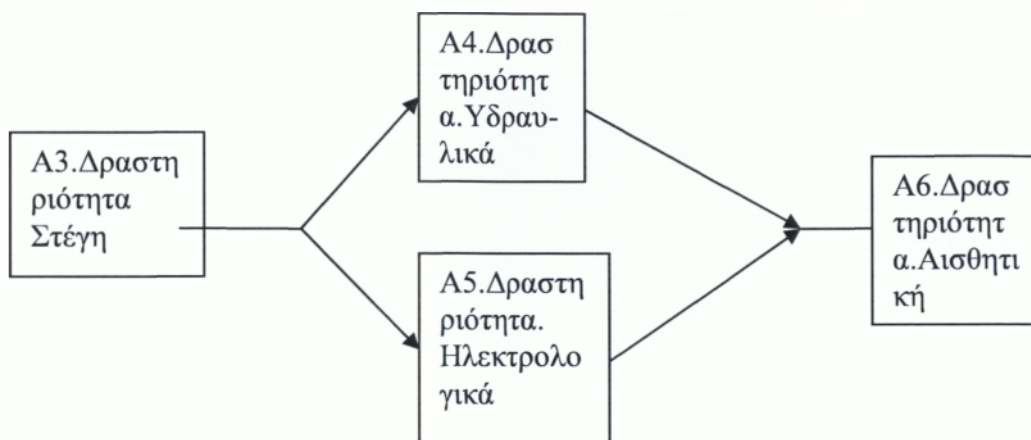 Α3.Δραστη
ριότητα
Στέγη
Α4.Δρασ
τηριότητ
α.Υδραυ-
λικά
Α5.Δραστη
ριότητα.
Ηλεκτρολο
γικά
Α6.Δρασ
τηριότητ
α.Αισθητι
κή